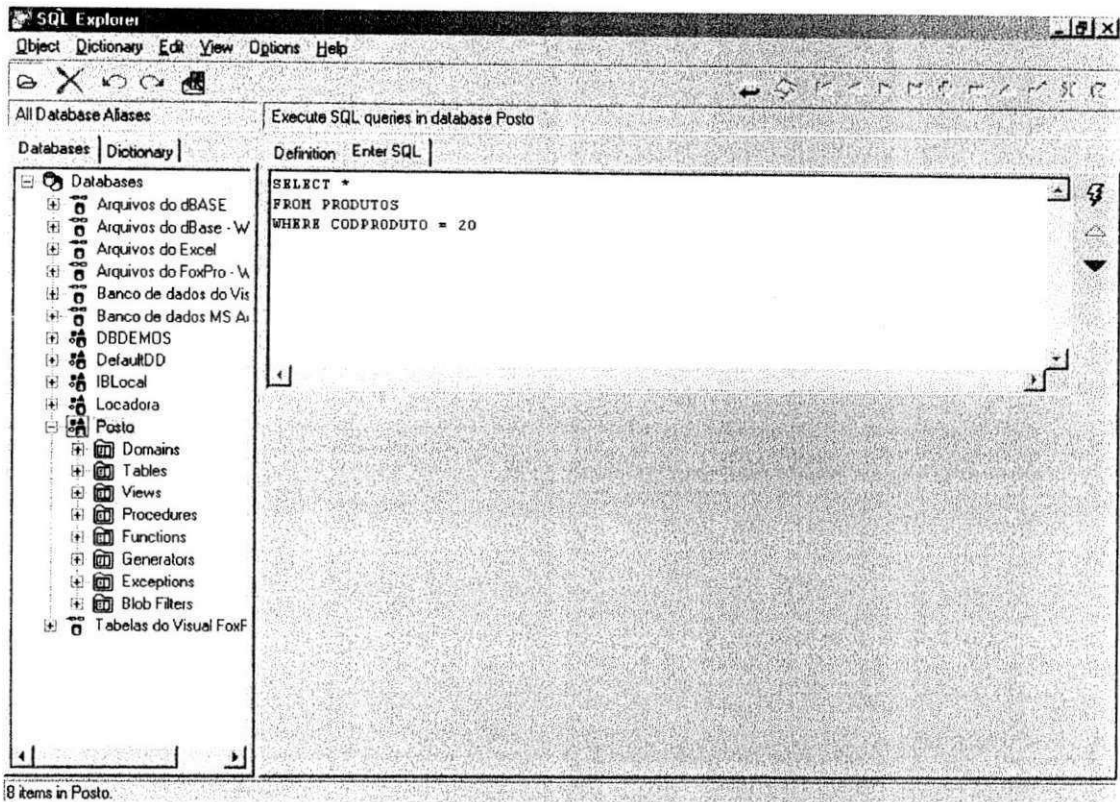 SQL Explorer
Object Dictionary Edit View Options Help
All Database Aliases
Execute SQL queries in database Posto
Databases Dictionary
Definition Enter SQL
Databases
Arquivos do dBASE
Arquivos do dBase - W
Arquivos do Excel
Arquivos do FoxPro - W
Banco de dados do Vis
Banco de dados MS A
DBDEMOS
DefaultDD
IBLocal
Locadora
Posto
Domains
Tables
Views
Procedures
Functions
Generators
Exceptions
Blob Filters
Tabelas do Visual FoxF
SELECT *
FROM PRODUTOS
WHERE CODPRODUTO = 20
8 items in Posto.